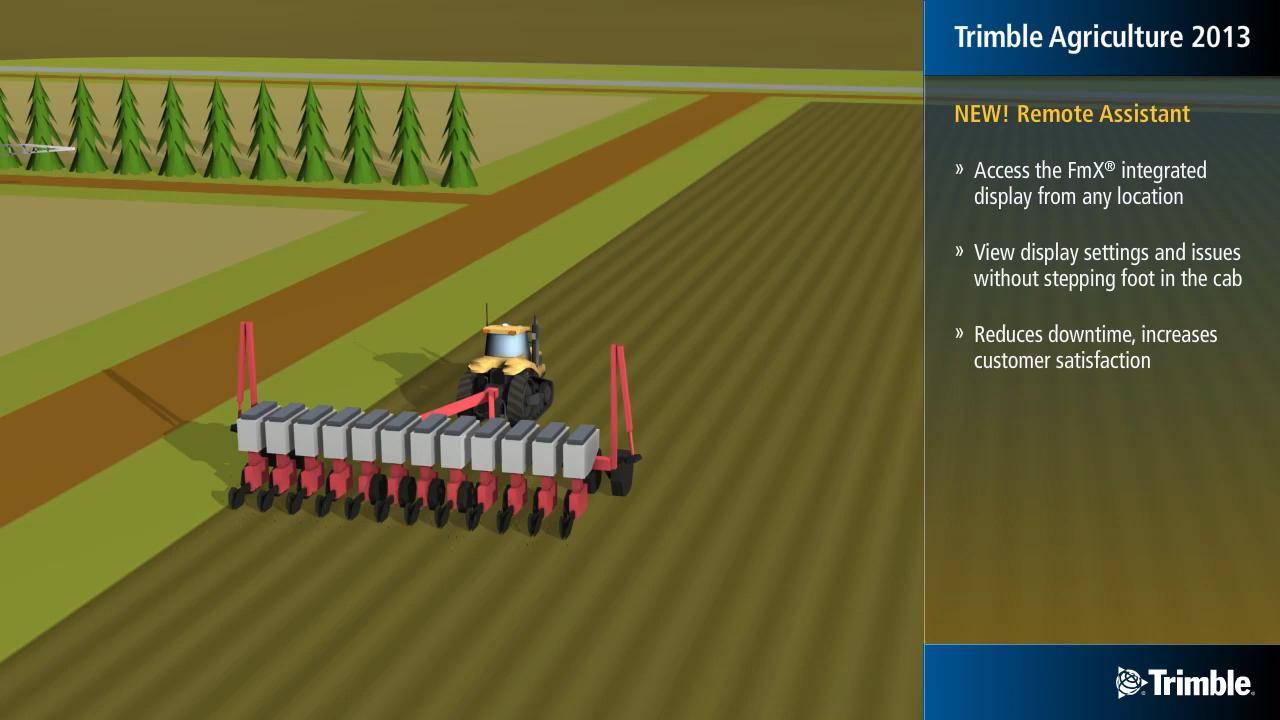 Trimble Agriculture 2013
NEW! Remote Assistant
» Access the FmX® integrated
display from any location
» View display settings and issues
without stepping foot in the cab
» Reduces downtime, increases
customer satisfaction
Trimble